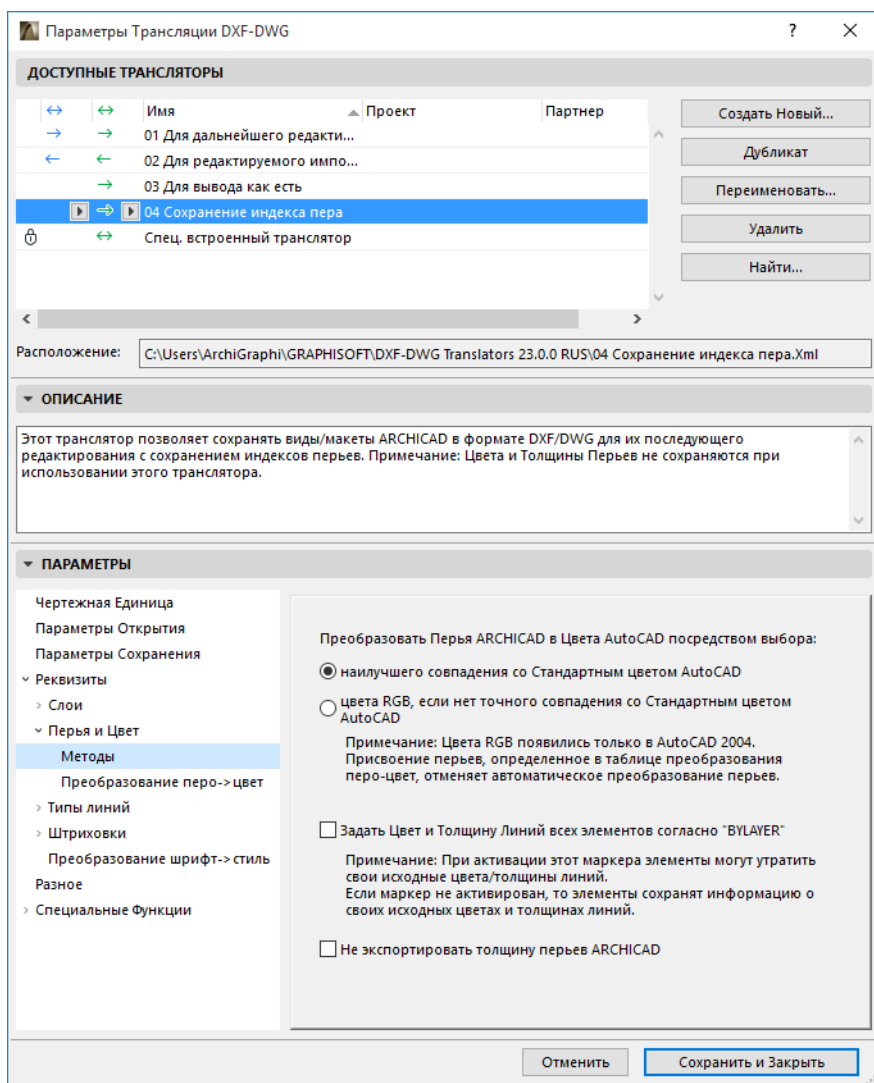 Параметры Трансляции DXF-DWG
ДОСТУПНЫЕ ТРАНСЛЯТОРЫ
Имя Проект Партнер
01 Для дальнейшего редакти...
02 Для редактируемого импо...
03 Для вывода как есть
04 Сохранение индекса пера
Спец. встроенный транслятор
Создать Новый...
Дубликат
Переименовать...
Удалить
Найти...
Расположение: C:\Users\ArchiGraphi\GRAPHISOFT\DXF-DWG Translators 23.0.0 RUS\04 Сохранение индекса пера.Xml
ОПИСАНИЕ
Этот транслятор позволяет сохранять виды/макеты ARCHICAD в формате DXF/DWG для их последующего
редактирования с сохранением индексов перьев. Примечание: Цвета и Толщины Перьев не сохраняются при
использовании этого транслятора.
ПАРАМЕТРЫ
Чертежная Единица
Параметры Открытия
Параметры Сохранения
Реквизиты
Слои
Перья и Цвет
Методы
Преобразование перо->цвет
Типы линий
Штриховки
Преобразование шрифт->стиль
Разное
Специальные Функции
Преобразовать Перья ARCHICAD в Цвета AutoCAD посредством выбора:
наилучшего совпадения со Стандартным цветом AutoCAD
цвета RGB, если нет точного совпадения со Стандартным цветом
AutoCAD
Примечание: Цвета RGB появились только в AutoCAD 2004.
Присвоение перьев, определенное в таблице преобразования
перо-цвет, отменяет автоматическое преобразование перьев.
Задать Цвет и Толщину Линий всех элементов согласно "BYLAYER"
Примечание: При активации этот маркера элементы могут утратить
свои исходные цвета/толщины линий.
Если маркер не активирован, то элементы сохранят информацию о
своих исходных цветах и толщинах линий.
Не экспортировать толщину перьев ARCHICAD
Отменить
Сохранить и Закрыть